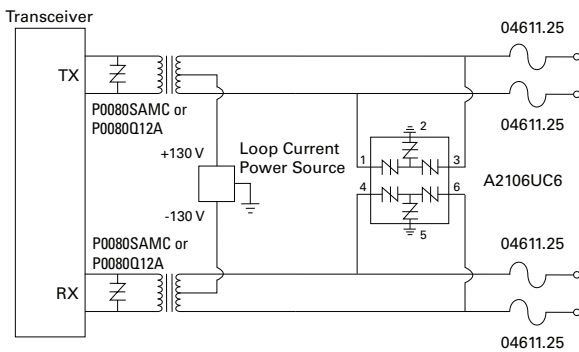 Transceiver
04611.25
TX
P0080SAMC or
P0080Q12A
04611.25
+130 V
Loop Current
Power Source
2
1
3
A2106UC6
4
6
-130 V
5
P0080SAMC or
P0080Q12A
04611.25
RX
04611.25